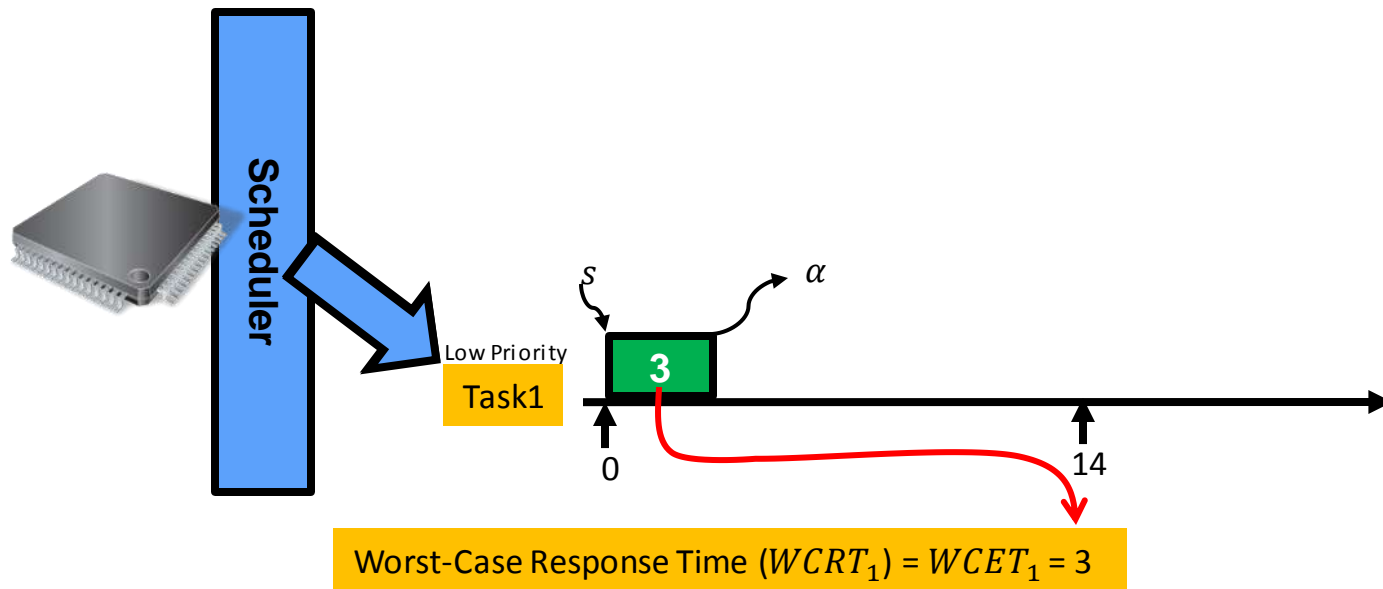 Scheduler
s
α
Low Priority
3
Task1
0
14
Worst-Case Response Time (WCRT₁) = WCET₁ = 3